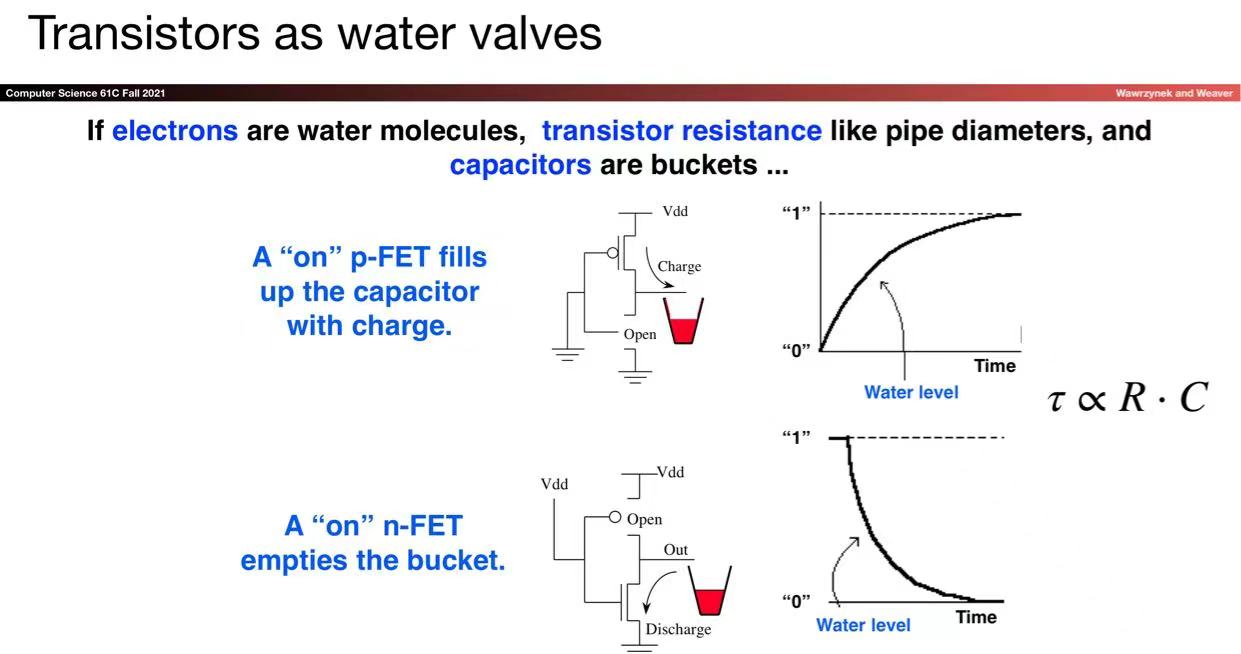 Transistors as water valves
Computer Science 61C Fall 2021
Wawrzynek and Weaver
If electrons are water molecules, transistor resistance like pipe diameters, and
capacitors are buckets ...
A “on” p-FET fills
up the capacitor
with charge.
Vdd
Charge
Open
“1”
“0”
Time
Water level
τ ∝ R · C
A “on” n-FET
empties the bucket.
Vdd
Vdd
Open
Out
Discharge
“1”
“0”
Time
Water level